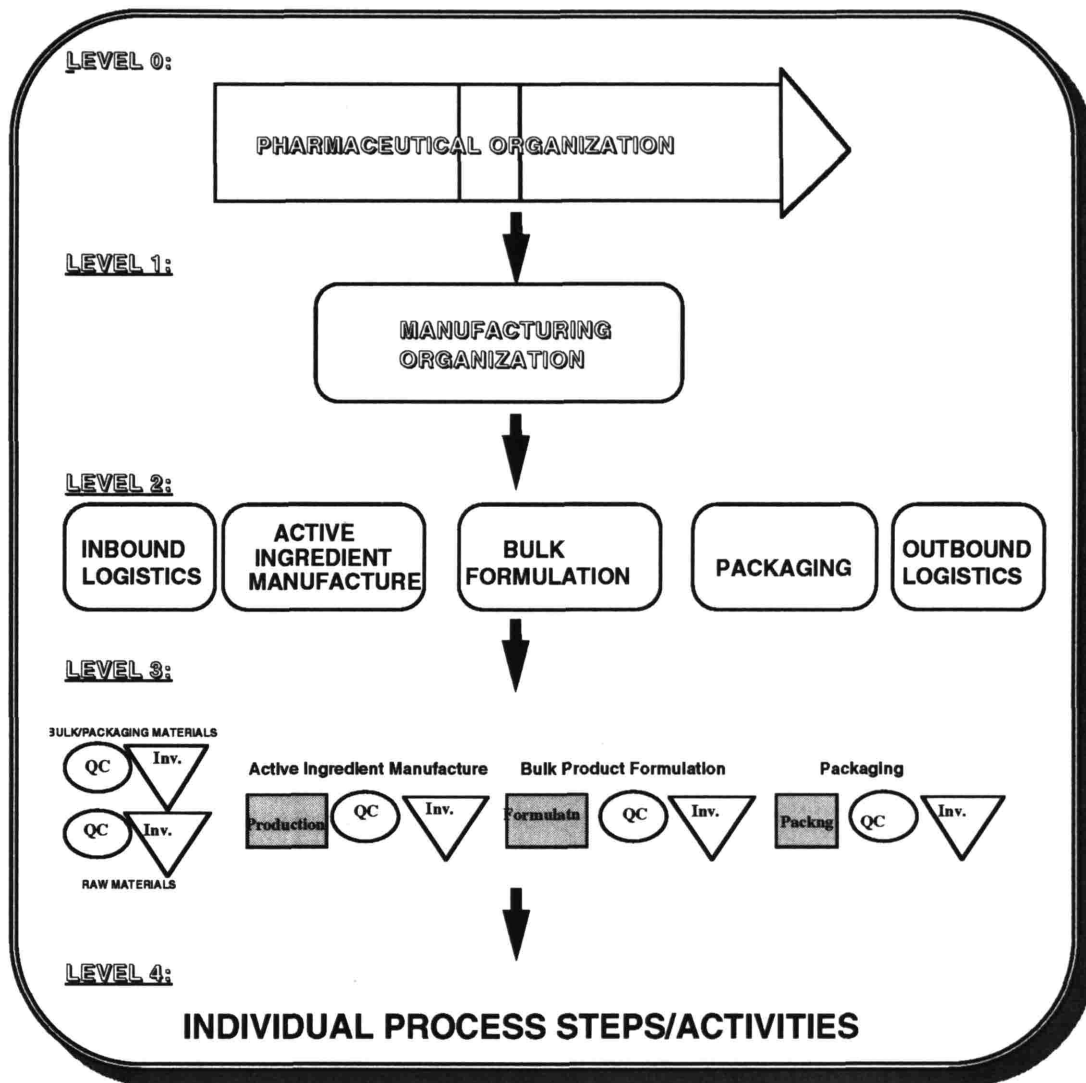 LEVEL 0:
PHARMACEUTICAL ORGANIZATION
LEVEL 1:
MANUFACTURING
ORGANIZATION
LEVEL 2:
INBOUND
LOGISTICS
ACTIVE
INGREDIENT
MANUFACTURE
BULK
FORMULATION
PACKAGING
OUTBOUND
LOGISTICS
LEVEL 3:
BULK/PACKAGING MATERIALS
QC
Inv.
QC
Inv.
RAW MATERIALS
Active Ingredient Manufacture
Production
QC
Inv.
Bulk Product Formulation
Formulatn
QC
Inv.
Packaging
Packng
QC
Inv.
LEVEL 4:
INDIVIDUAL PROCESS STEPS/ACTIVITIES